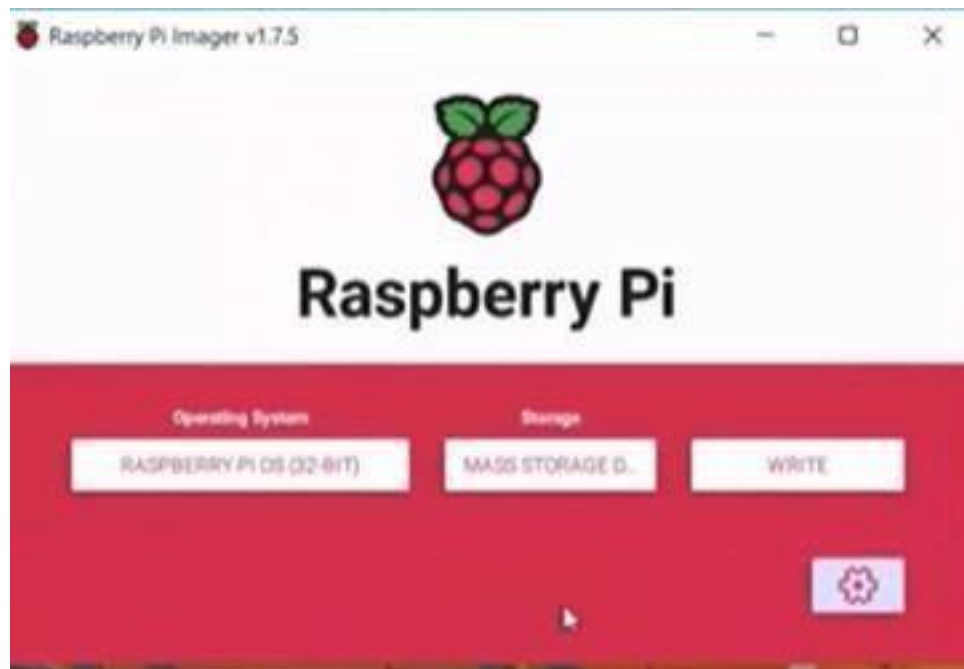 Raspberry Pi Imager v1.7.5
Raspberry Pi
Operating System
Storage
RASPBERRY PI OS (32-BIT)
MASS STORAGE D...
WRITE